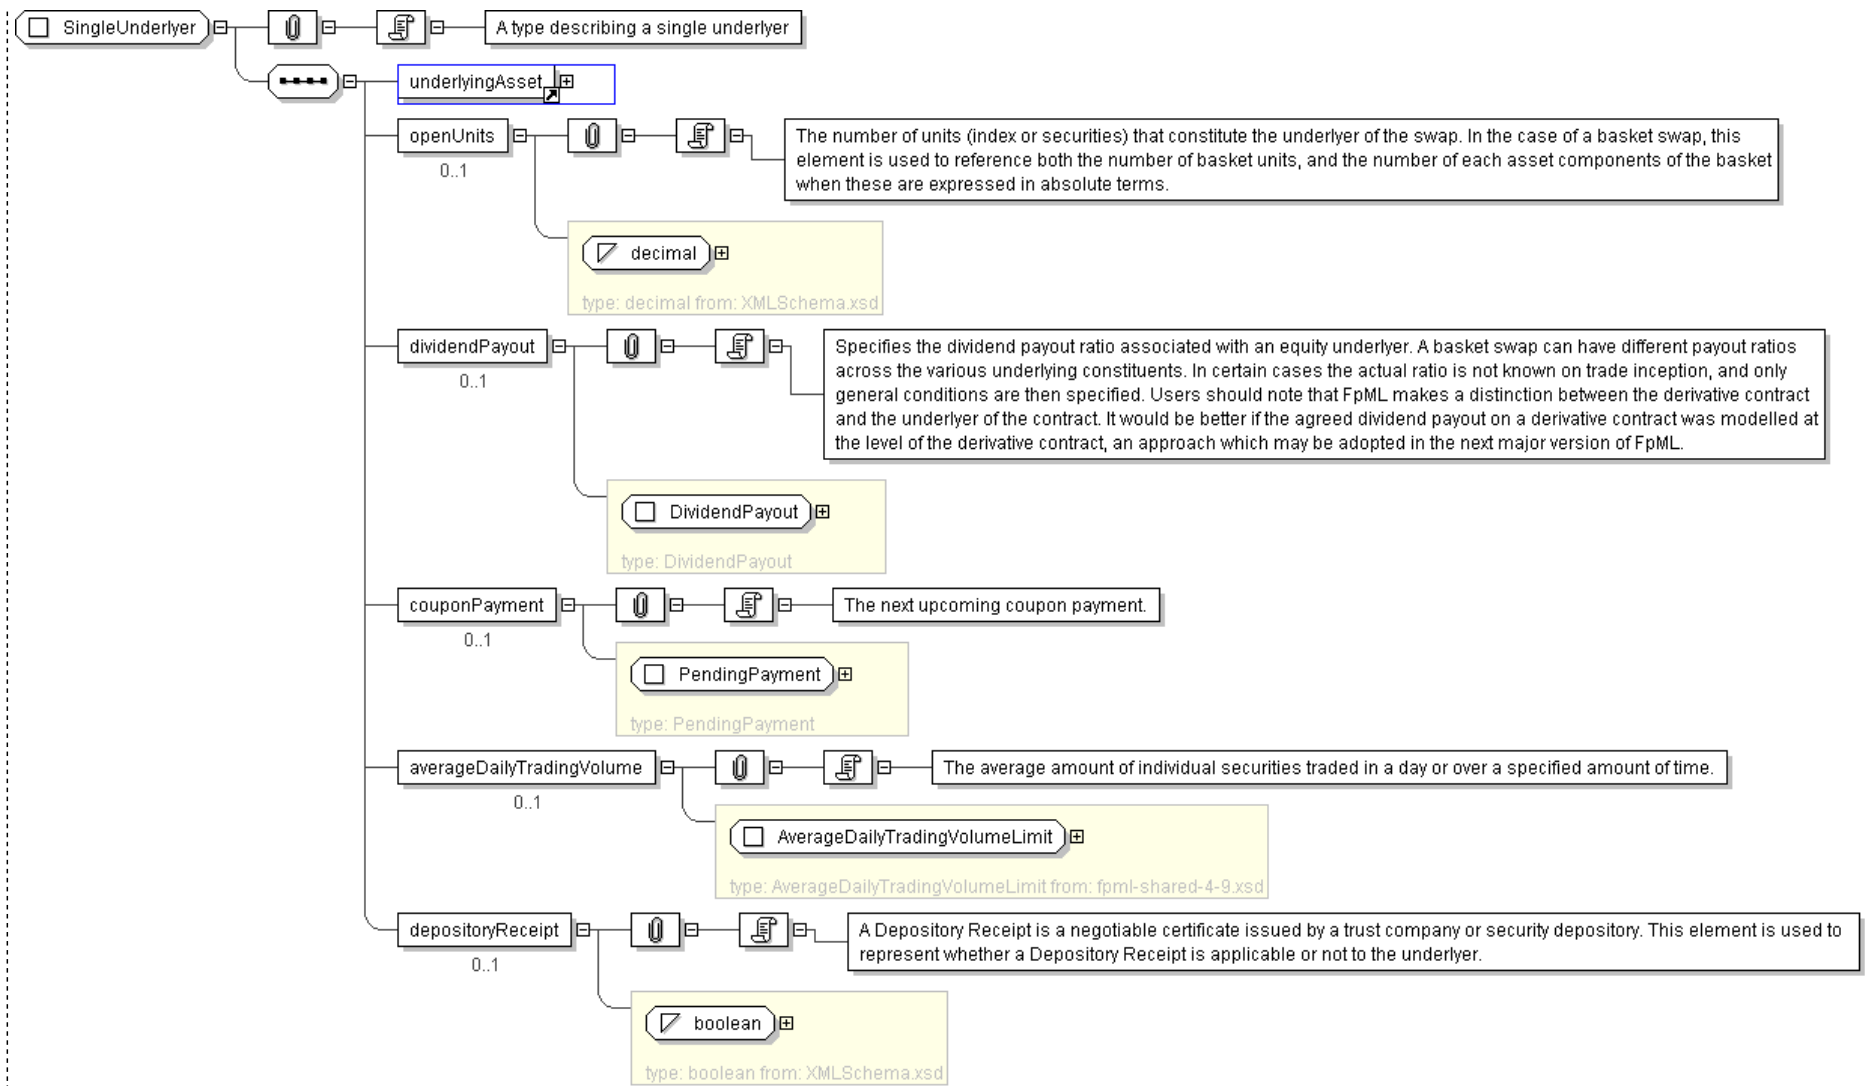 SingleUnderlyer
A type describing a single underlyer
underlyingAsset
openUnits
0..1
The number of units (index or securities) that constitute the underlyer of the swap. In the case of a basket swap, this
element is used to reference both the number of basket units, and the number of each asset components of the basket
when these are expressed in absolute terms.
decimal
type: decimal from: XMLSchema.xsd
dividendPayout
0..1
Specifies the dividend payout ratio associated with an equity underlyer. A basket swap can have different payout ratios
across the various underlying constituents. In certain cases the actual ratio is not known on trade inception, and only
general conditions are then specified. Users should note that FpML makes a distinction between the derivative contract
and the underlyer of the contract. It would be better if the agreed dividend payout on a derivative contract was modelled at
the level of the derivative contract, an approach which may be adopted in the next major version of FpML.
DividendPayout
type: DividendPayout
couponPayment
0..1
The next upcoming coupon payment.
PendingPayment
type: PendingPayment
averageDailyTradingVolume
0..1
The average amount of individual securities traded in a day or over a specified amount of time.
AverageDailyTradingVolumeLimit
type: AverageDailyTradingVolumeLimit from: fpml-shared-4-9.xsd
depositoryReceipt
0..1
A Depository Receipt is a negotiable certificate issued by a trust company or security depository. This element is used to
represent whether a Depository Receipt is applicable or not to the underlyer.
boolean
type: boolean from: XMLSchema.xsd